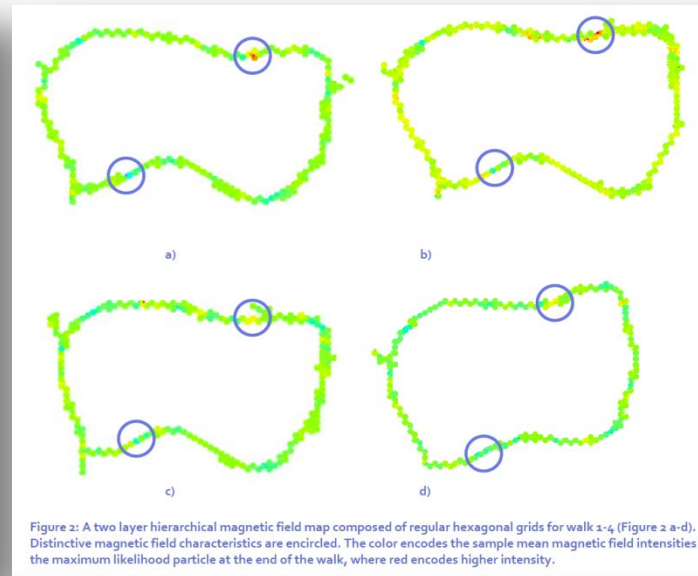 a)
b)
c)
d)
Figure 2: A two layer hierarchical magnetic field map composed of regular hexagonal grids for walk 1-4 (Figure 2 a-d).
Distinctive magnetic field characteristics are encircled. The color encodes the sample mean magnetic field intensities
the maximum likelihood particle at the end of the walk, where red encodes higher intensity.